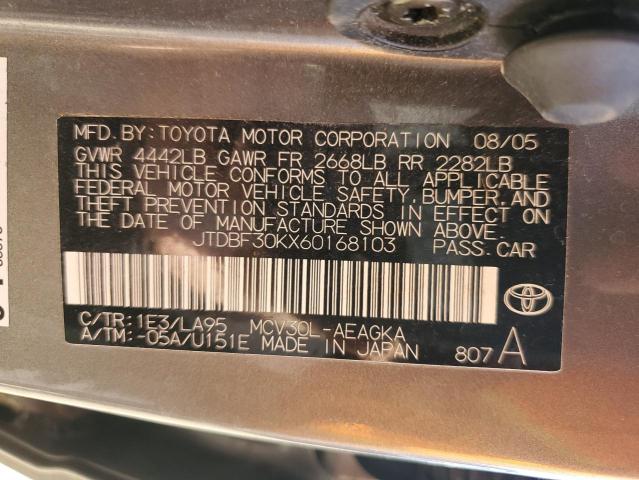 MFD. BY: TOYOTA MOTOR CORPORATION 08/05
GVWR 4442LB GAWR FR 2668LB RR 2282LB
THIS VEHICLE CONFORMS TO ALL APPLICABLE
FEDERAL MOTOR VEHICLE SAFETY, BUMPER, AND
THEFT PREVENTION STANDARDS IN EFFECT ON
THE DATE OF MANUFACTURE SHOWN ABOVE.
JTDBF30KX60168103 PASS.CAR
C/TR: 1E3/LA95 MCV30L-AEAGKA
A/TM: -05A/U151E MADE IN JAPAN 807 A